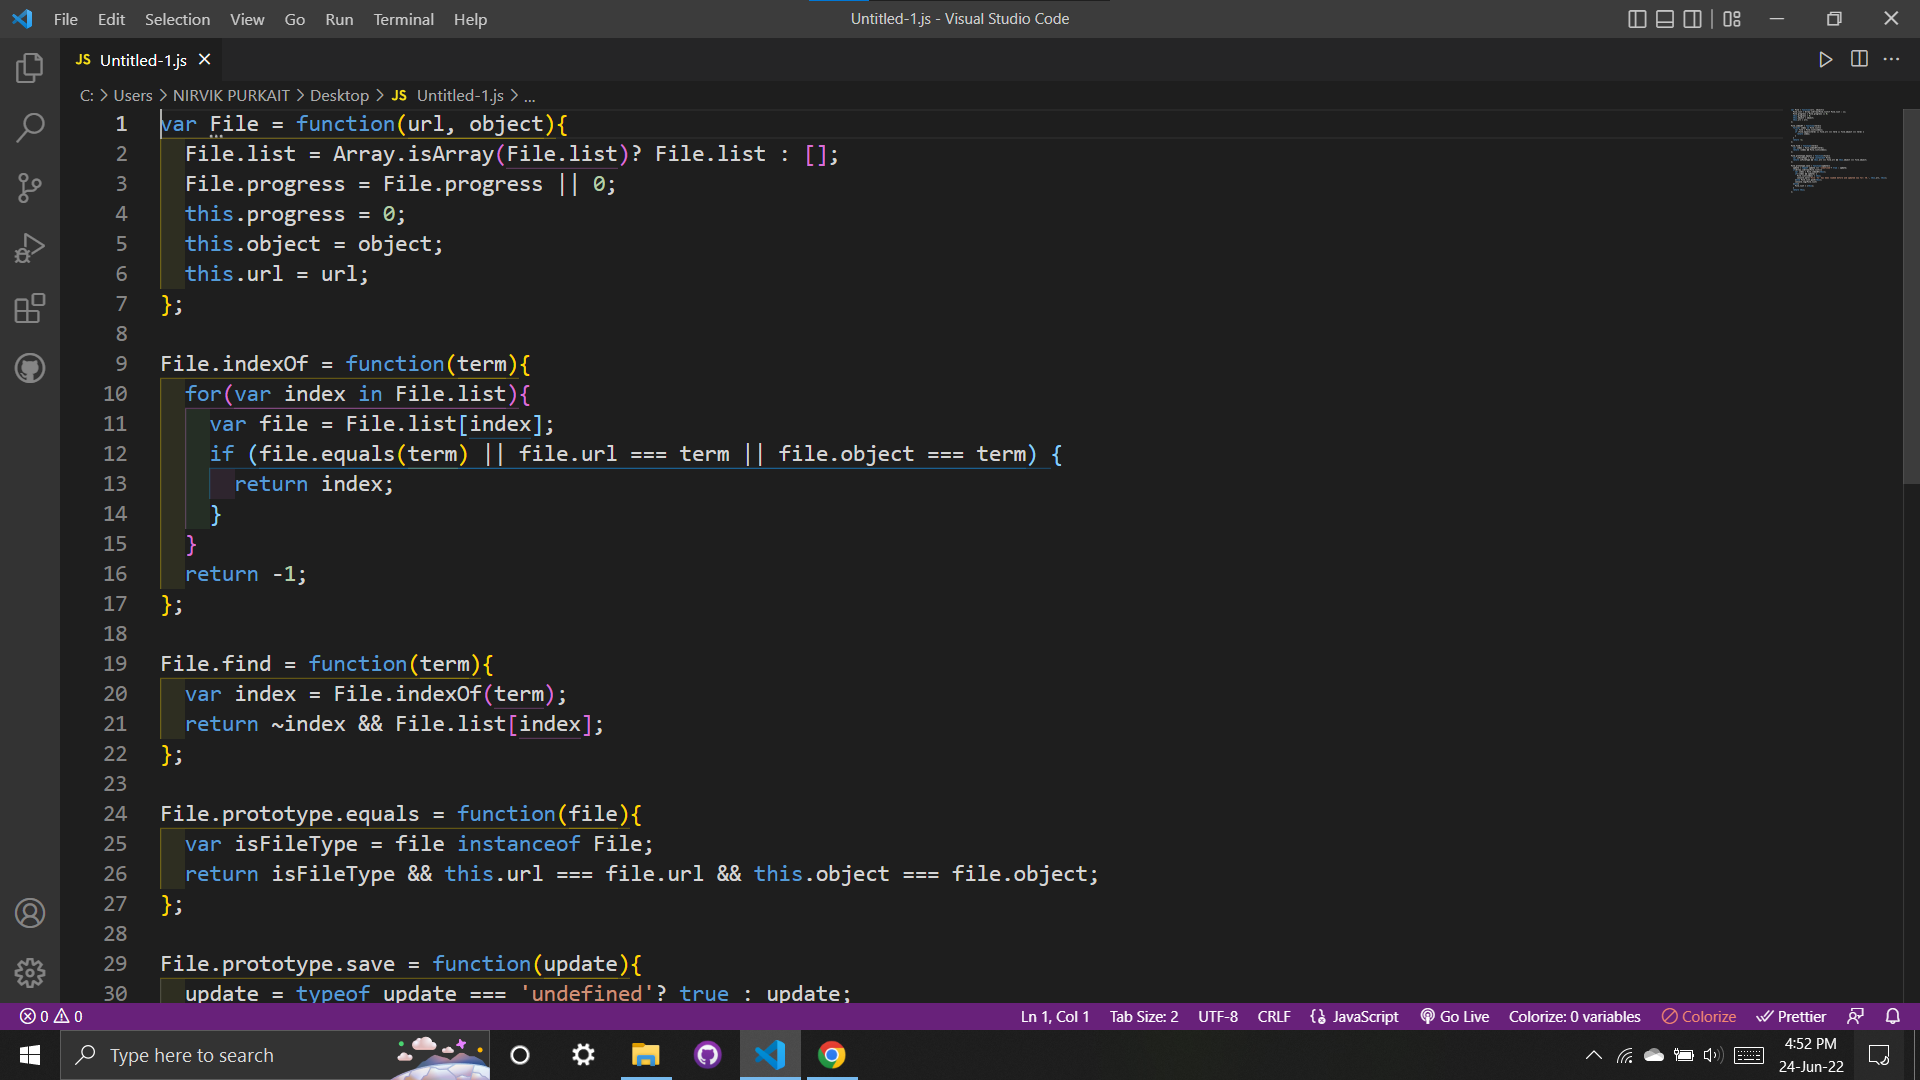 File Edit Selection View Go Run Terminal Help
Untitled-1.js - Visual Studio Code
JS Untitled-1.js
C: > Users > NIRVIK PURKAIT > Desktop > JS Untitled-1.js > ...
1 var File = function(url, object){
2 File.list = Array.isArray(File.list)? File.list : [];
3 File.progress = File.progress || 0;
4 this.progress = 0;
5 this.object = object;
6 this.url = url;
7 };
8
9 File.indexOf = function(term){
10 for(var index in File.list){
11 var file = File.list[index];
12 if (file.equals(term) || file.url === term || file.object === term) {
13 return index;
14 }
15 }
16 return -1;
17 };
18
19 File.find = function(term){
20 var index = File.indexOf(term);
21 return ~index && File.list[index];
22 };
23
24 File.prototype.equals = function(file){
25 var isFileType = file instanceof File;
26 return isFileType && this.url === file.url && this.object === file.object;
27 };
28
29 File.prototype.save = function(update){
30 update = typeof update === 'undefined'? true : update;
0 0 Ln 1, Col 1 Tab Size: 2 UTF-8 CRLF {} JavaScript Go Live Colorize: 0 variables Colorize Prettier
Type here to search
4:52 PM
24-Jun-22